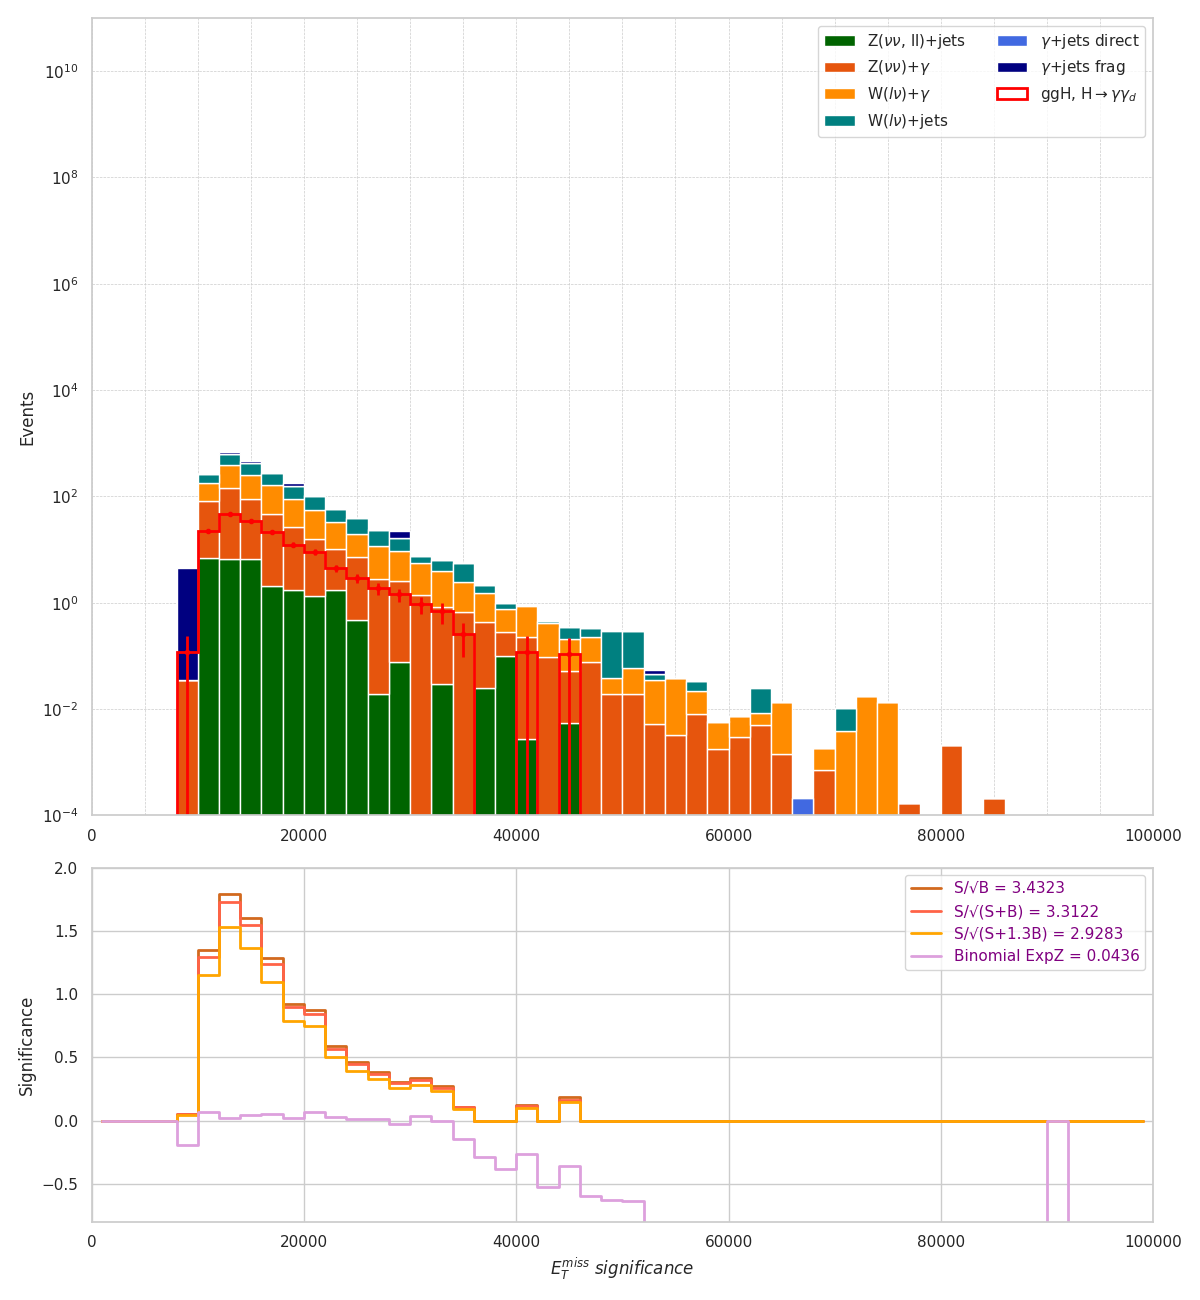 Z(νν, ll)+jets
Z(νν)+γ
W(lν)+γ
W(lν)+jets
γ+jets direct
γ+jets frag
ggH, H→γγ_d
10^10
10^8
10^6
10^4
10^2
10^0
10^−2
10^−4
Events
0 20000 40000 60000 80000 100000
2.0
1.5
1.0
0.5
0.0
−0.5
Significance
S/√B = 3.4323
S/√(S+B) = 3.3122
S/√(S+1.3B) = 2.9283
Binomial ExpZ = 0.0436
0 20000 40000 60000 80000 100000
E_T^miss significance